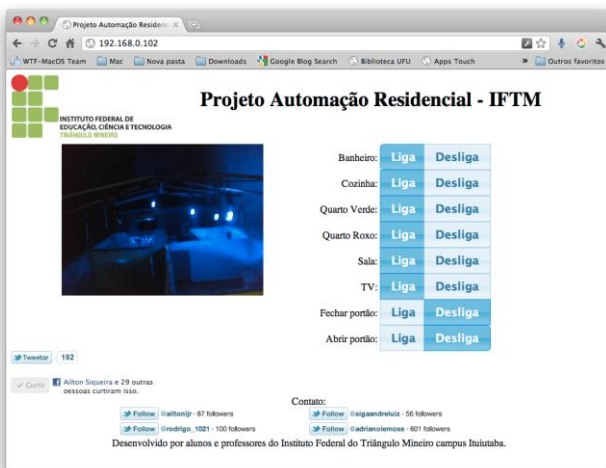 Projeto Automação Residen
192.168.0.102
WTF-MacOS Team Mac Nova pasta Downloads Google Blog Search Biblioteca UFU Apps Touch » Outros favoritos
Projeto Automação Residencial - IFTM
INSTITUTO FEDERAL DE
EDUCAÇÃO, CIÊNCIA E TECNOLOGIA
TRIÂNGULO MINEIRO
Banheiro: Liga Desliga
Cozinha: Liga Desliga
Quarto Verde: Liga Desliga
Quarto Roxo: Liga Desliga
Sala: Liga Desliga
TV: Liga Desliga
Fechar portão: Liga Desliga
Abrir portão: Liga Desliga
Tweetar 192
Curtir Ailton Siqueira e 29 outras
pessoas curtiram isso.
Contato:
Follow @ailtonljr · 87 followers Follow @sigaandreluiz · 56 followers
Follow @rodrigo_1021 · 100 followers Follow @adrianolemoss · 601 followers
Desenvolvido por alunos e professores do Instituto Federal do Triângulo Mineiro campus Ituiutaba.